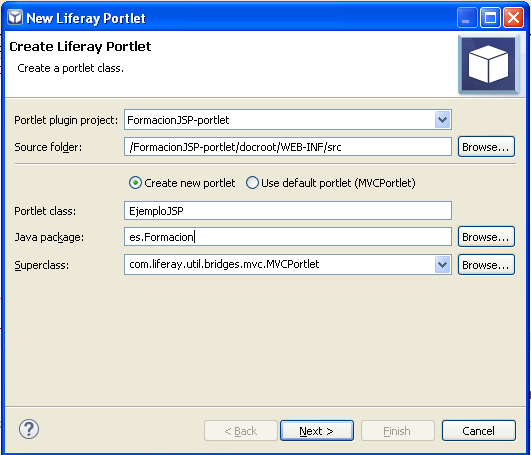 New Liferay Portlet
Create Liferay Portlet
Create a portlet class.
Portlet plugin project: FormacionJSP-portlet
Source folder: /FormacionJSP-portlet/docroot/WEB-INF/src Browse...
Create new portlet Use default portlet (MVCPortlet)
Portlet class: EjemploJSP
Java package: es.Formacion Browse...
Superclass: com.liferay.util.bridges.mvc.MVCPortlet Browse...
? < Back Next > Finish Cancel